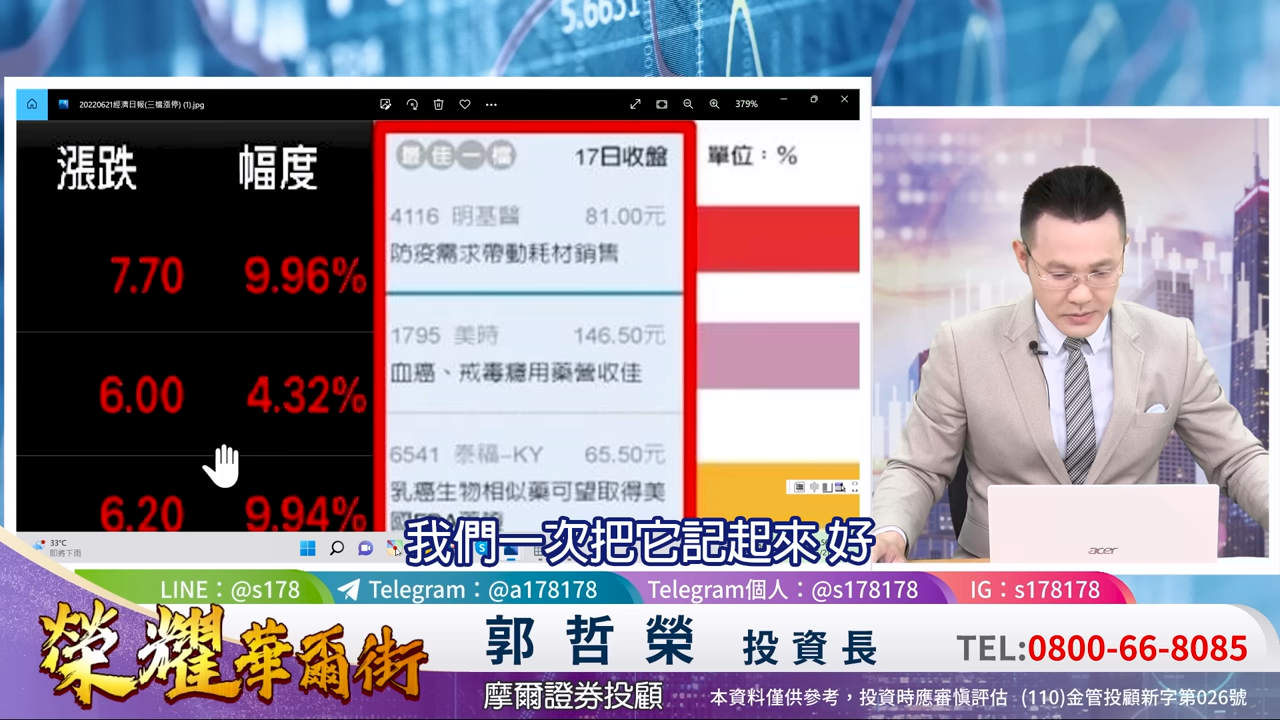 5.6631
20220621經濟日報(三檔漲停) (1).jpg
379%
漲跌 幅度
7.70 9.96%
6.00 4.32%
6.20 9.94%
最佳一檔 17日收盤
4116 明基醫 81.00元
防疫需求帶動耗材銷售
1795 美時 146.50元
血癌、戒毒癮用藥營收佳
6541 泰福-KY 65.50元
乳癌生物相似藥可望取得美
單位:%
33°C
即將下雨
acer
我們一次把它記起來 好
LINE:@s178
Telegram:@a178178
Telegram個人:@s178178
IG:s178178
榮耀華爾街
郭哲榮 投資長
TEL:0800-66-8085
摩爾證券投顧
本資料僅供參考,投資時應審慎評估 (110)金管投顧新字第026號